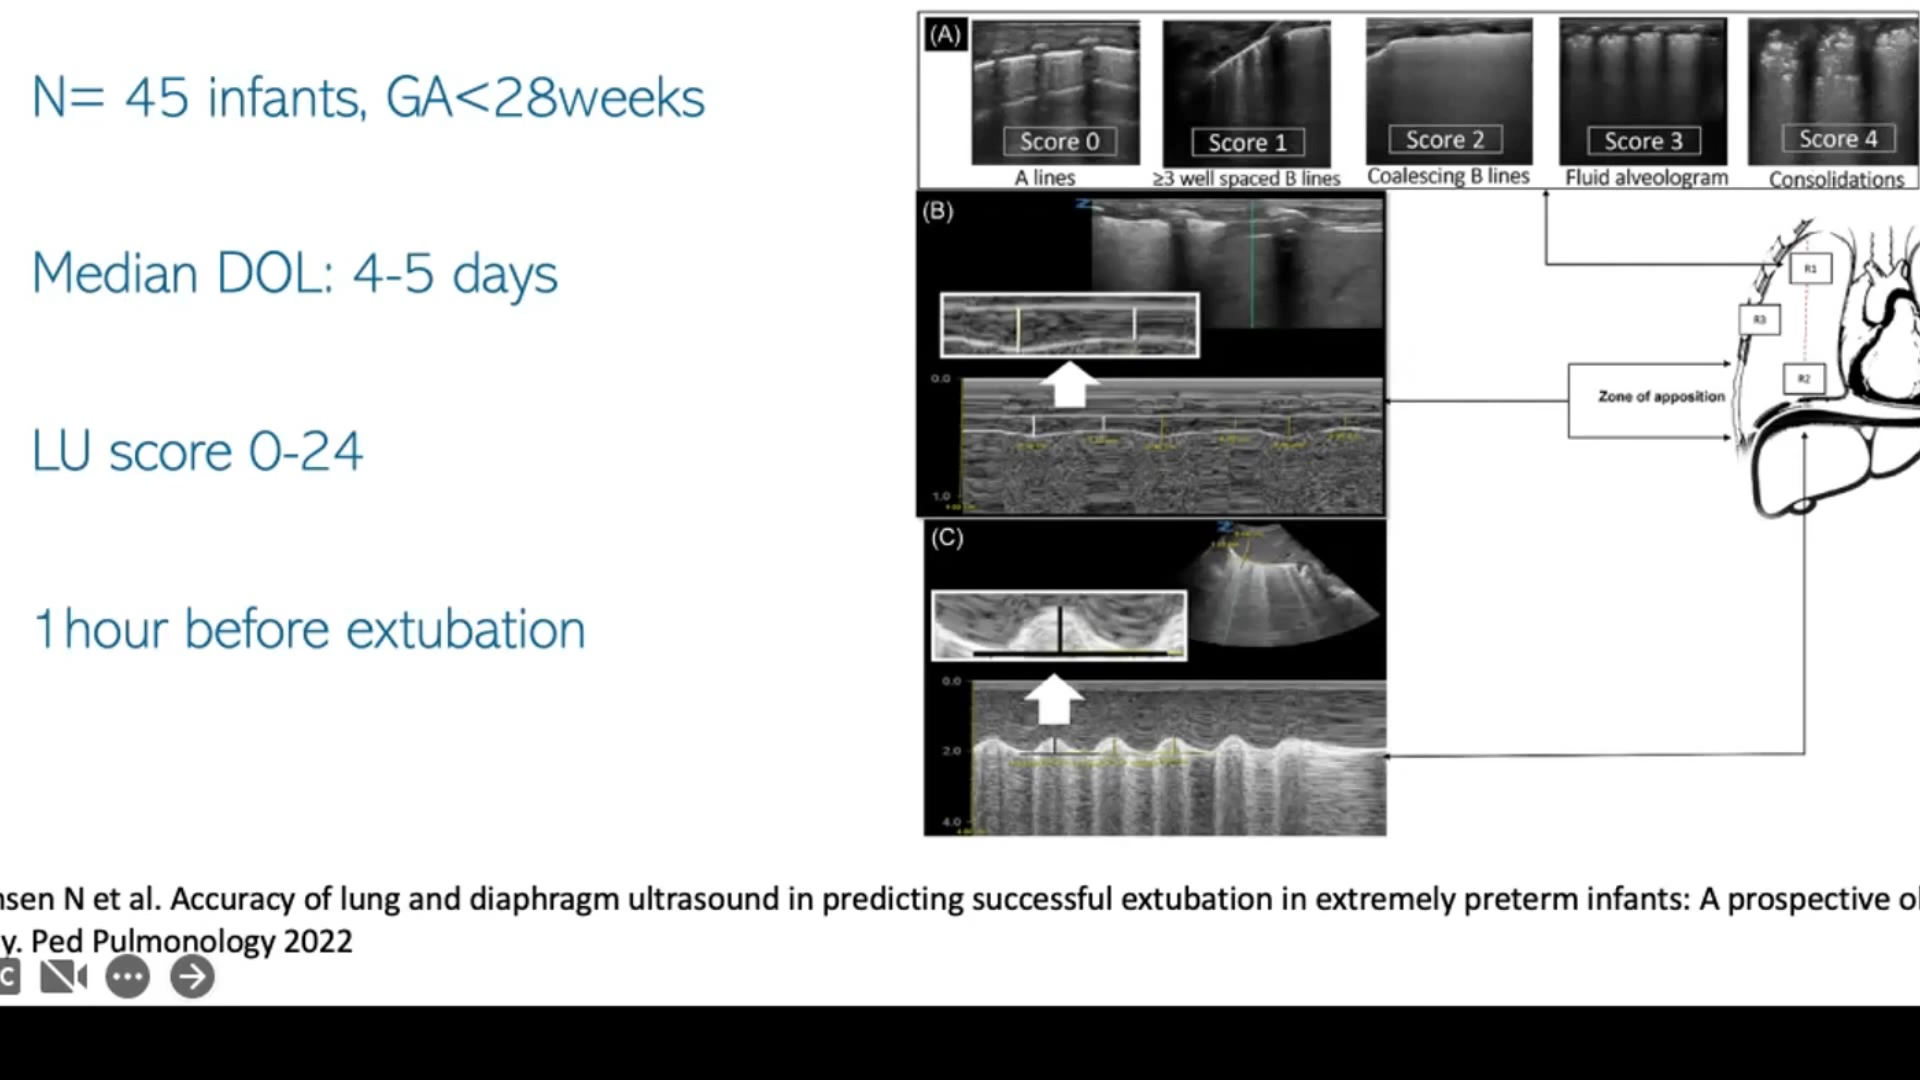 N= 45 infants, GA<28weeks
Median DOL: 4-5 days
LU score 0-24
1 hour before extubation
(A)
Score 0
Score 1
Score 2
Score 3
Score 4
A lines
≥3 well spaced B lines
Coalescing B lines
Fluid alveologram
Consolidations
(B)
0.0
1.0
R1
R3
R2
Zone of apposition
(C)
0.0
2.0
4.0
nsen N et al. Accuracy of lung and diaphragm ultrasound in predicting successful extubation in extremely preterm infants: A prospective
y. Ped Pulmonology 2022